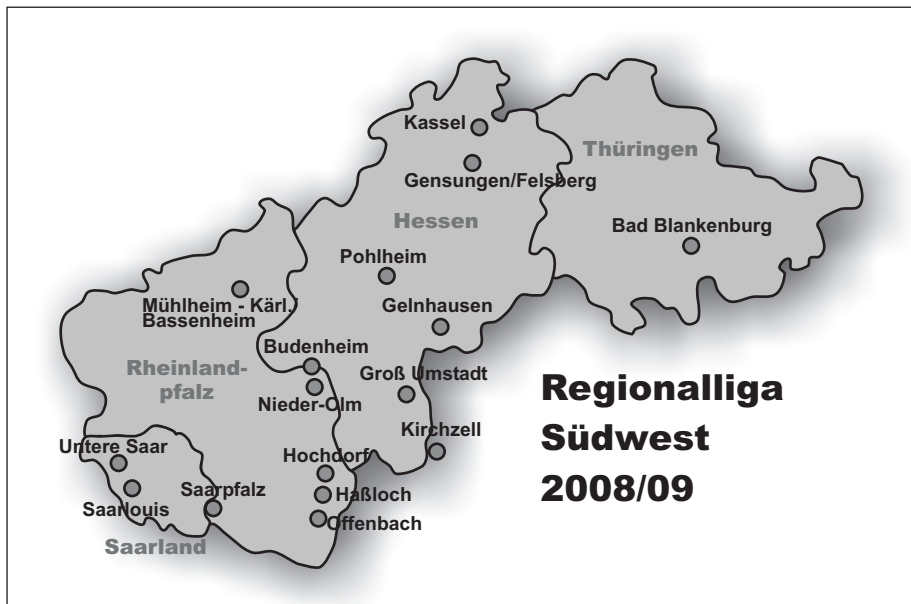 Kassel
Thüringen
Gensungen/Felsberg
Hessen
Bad Blankenburg
Pohlheim
Mühlheim - Kärl./
Bassenheim
Gelnhausen
Budenheim
Rheinland-
pfalz
Groß Umstadt
Nieder-Olm
Regionalliga
Südwest
2008/09
Kirchzell
Untere Saar
Hochdorf
Saarpfalz
Haßloch
Saarlouis
Offenbach
Saarland